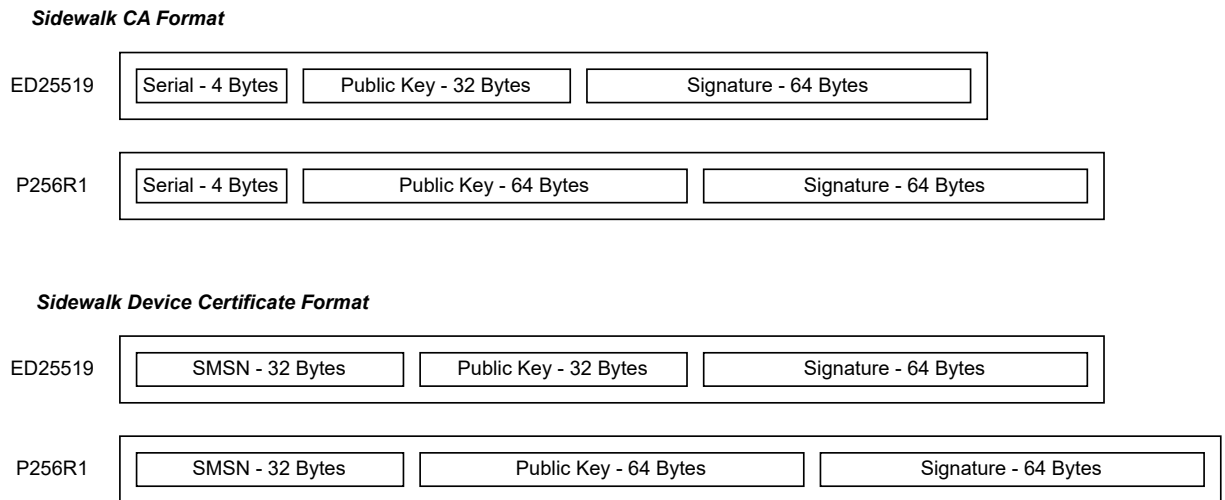 Sidewalk CA Format
ED25519 Serial - 4 Bytes Public Key - 32 Bytes Signature - 64 Bytes
P256R1 Serial - 4 Bytes Public Key - 64 Bytes Signature - 64 Bytes
Sidewalk Device Certificate Format
ED25519 SMSN - 32 Bytes Public Key - 32 Bytes Signature - 64 Bytes
P256R1 SMSN - 32 Bytes Public Key - 64 Bytes Signature - 64 Bytes